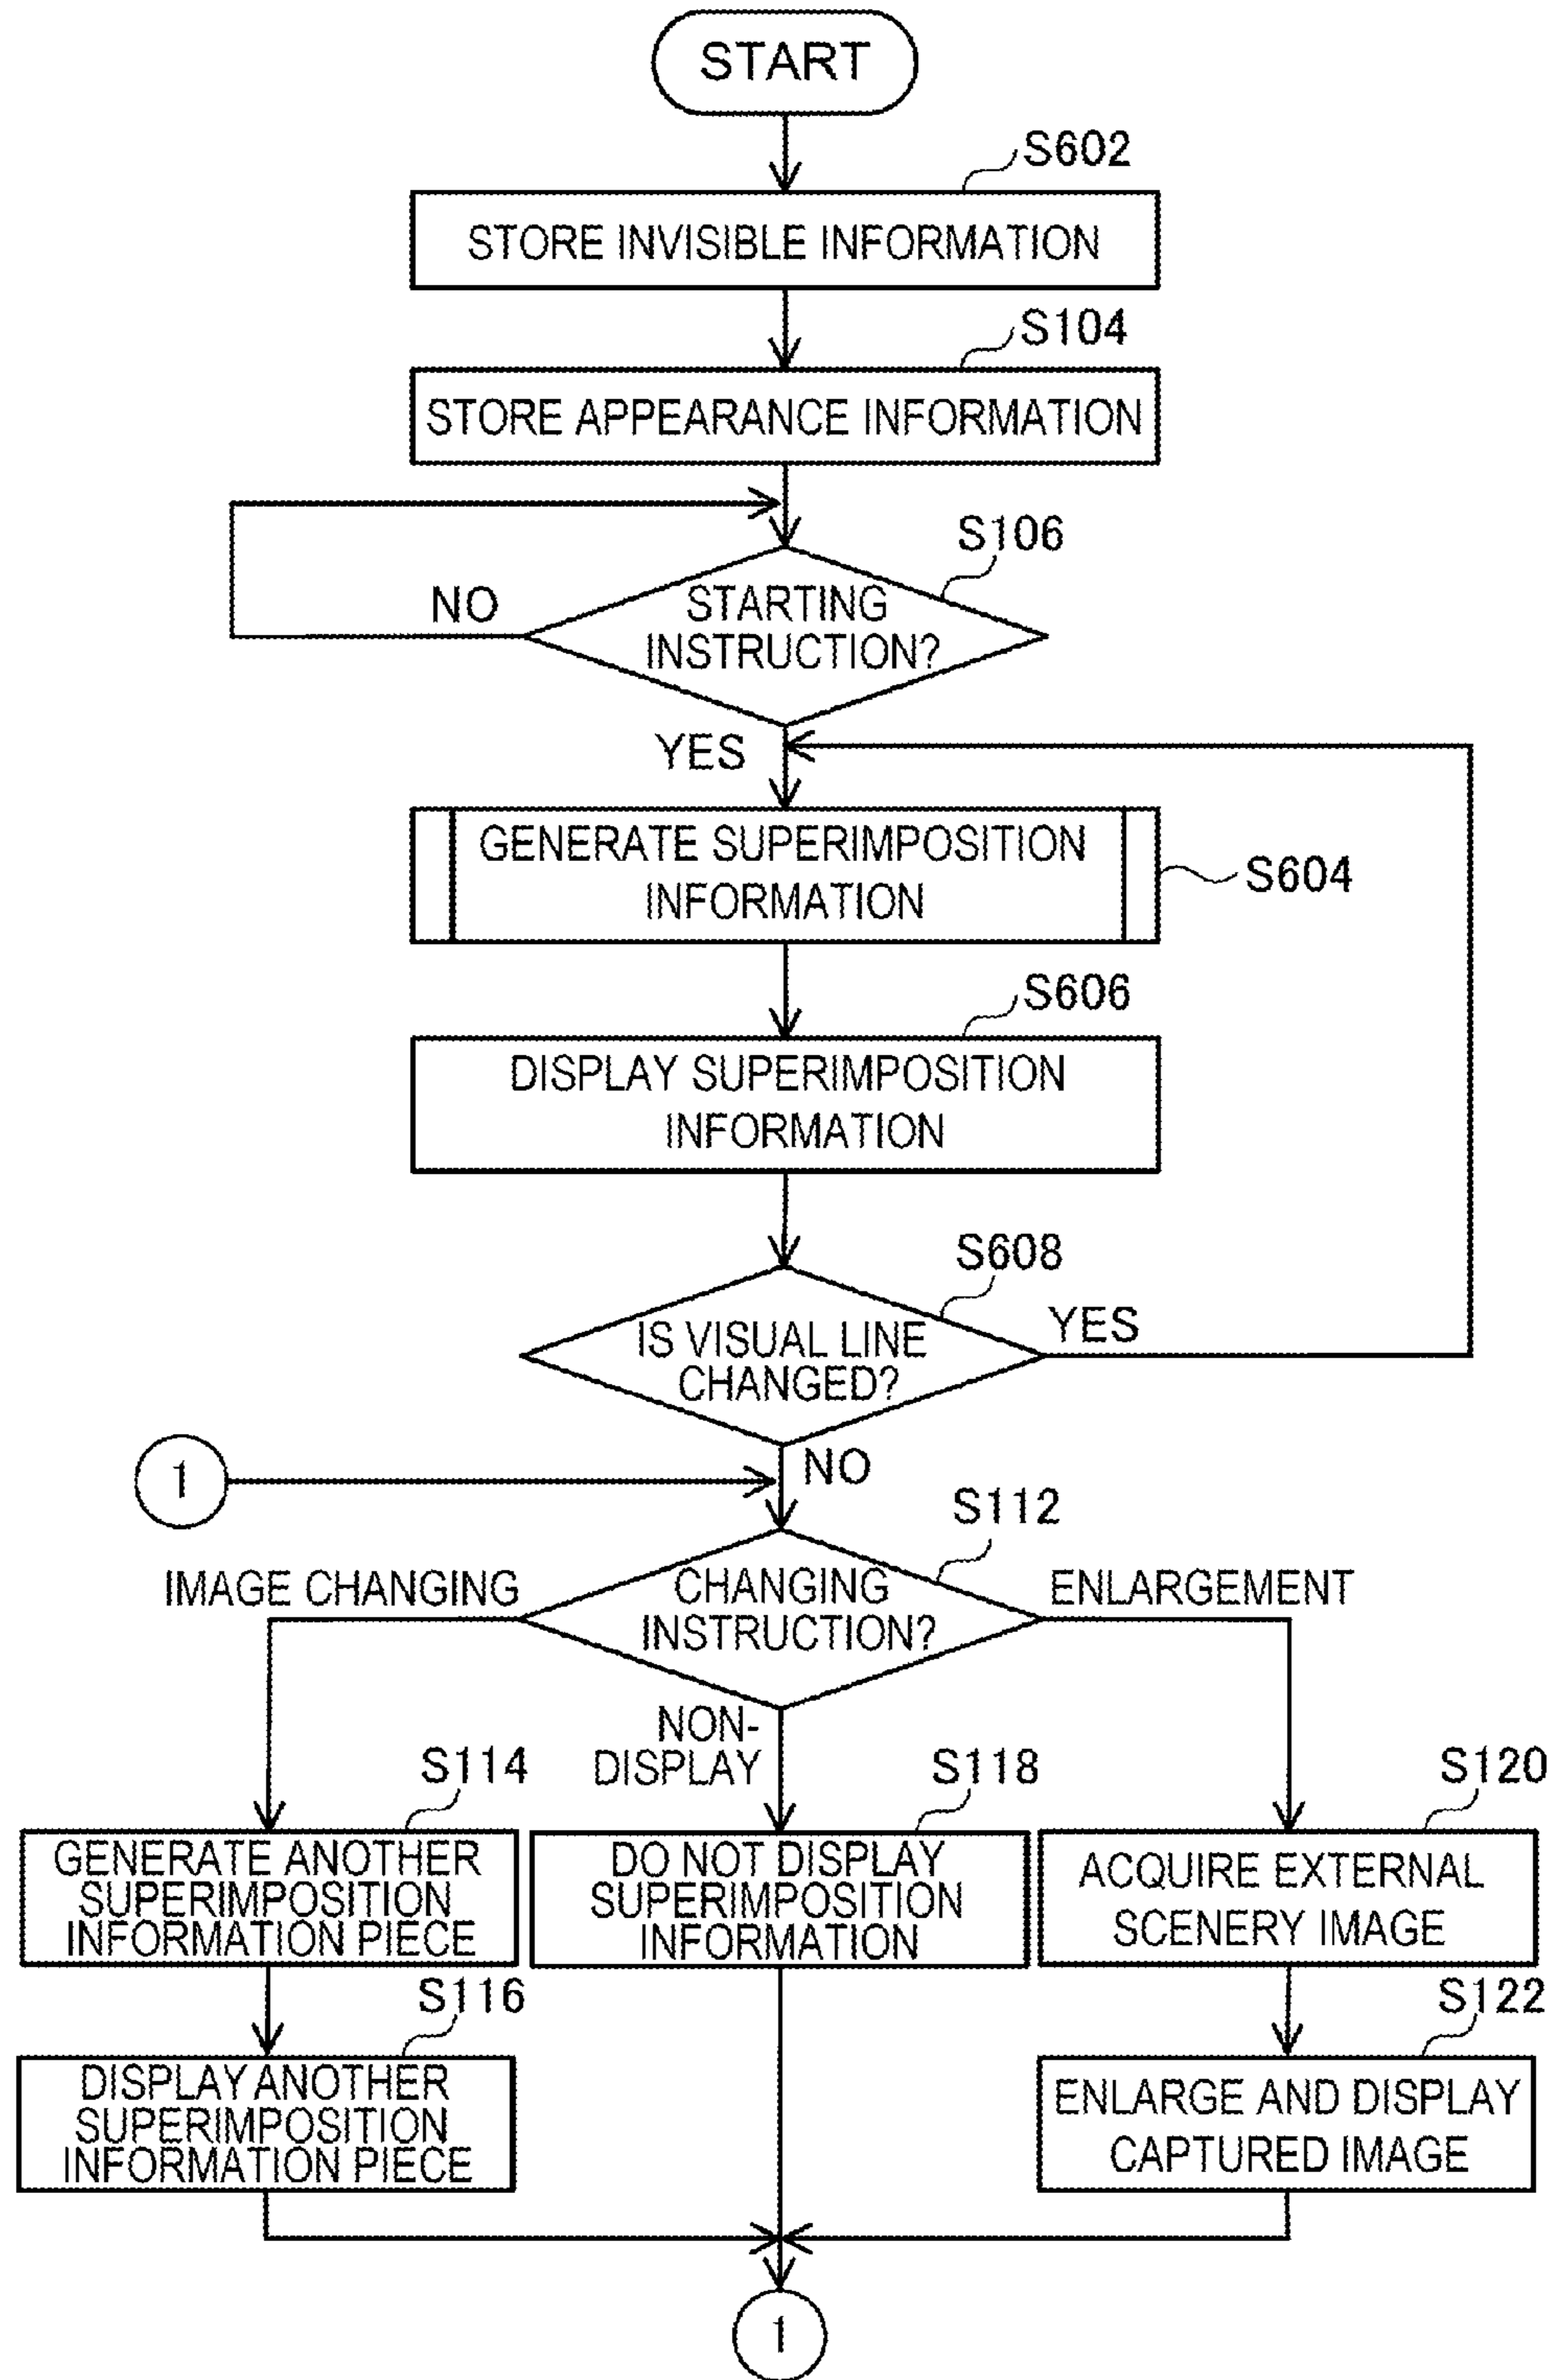 START
S602
STORE INVISIBLE INFORMATION
S104
STORE APPEARANCE INFORMATION
S106
STARTING
INSTRUCTION?
NO
YES
GENERATE SUPERIMPOSITION
INFORMATION
S604
S606
DISPLAY SUPERIMPOSITION
INFORMATION
S608
IS VISUAL LINE
CHANGED?
YES
NO
1
S112
CHANGING
INSTRUCTION?
IMAGE CHANGING
ENLARGEMENT
NON-
DISPLAY
S114
GENERATE ANOTHER
SUPERIMPOSITION
INFORMATION PIECE
S118
DO NOT DISPLAY
SUPERIMPOSITION
INFORMATION
S120
ACQUIRE EXTERNAL
SCENERY IMAGE
S116
DISPLAY ANOTHER
SUPERIMPOSITION
INFORMATION PIECE
S122
ENLARGE AND DISPLAY
CAPTURED IMAGE
1